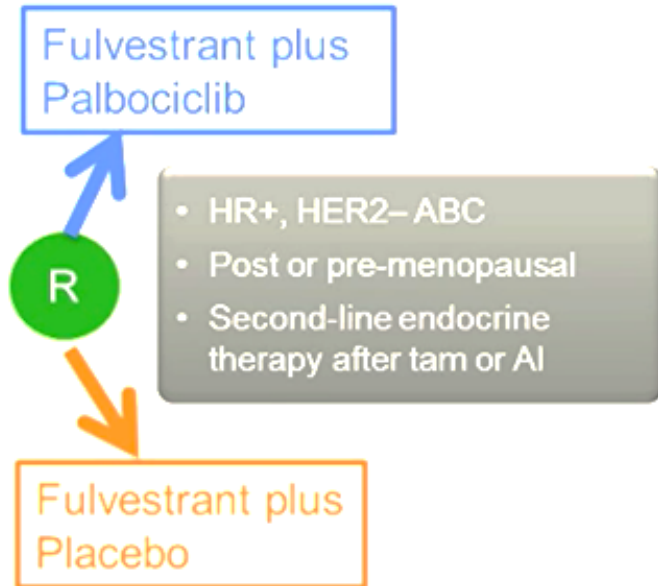 Fulvestrant plus
Palbociclib
R
• HR+, HER2– ABC
• Post or pre-menopausal
• Second-line endocrine
therapy after tam or AI
Fulvestrant plus
Placebo